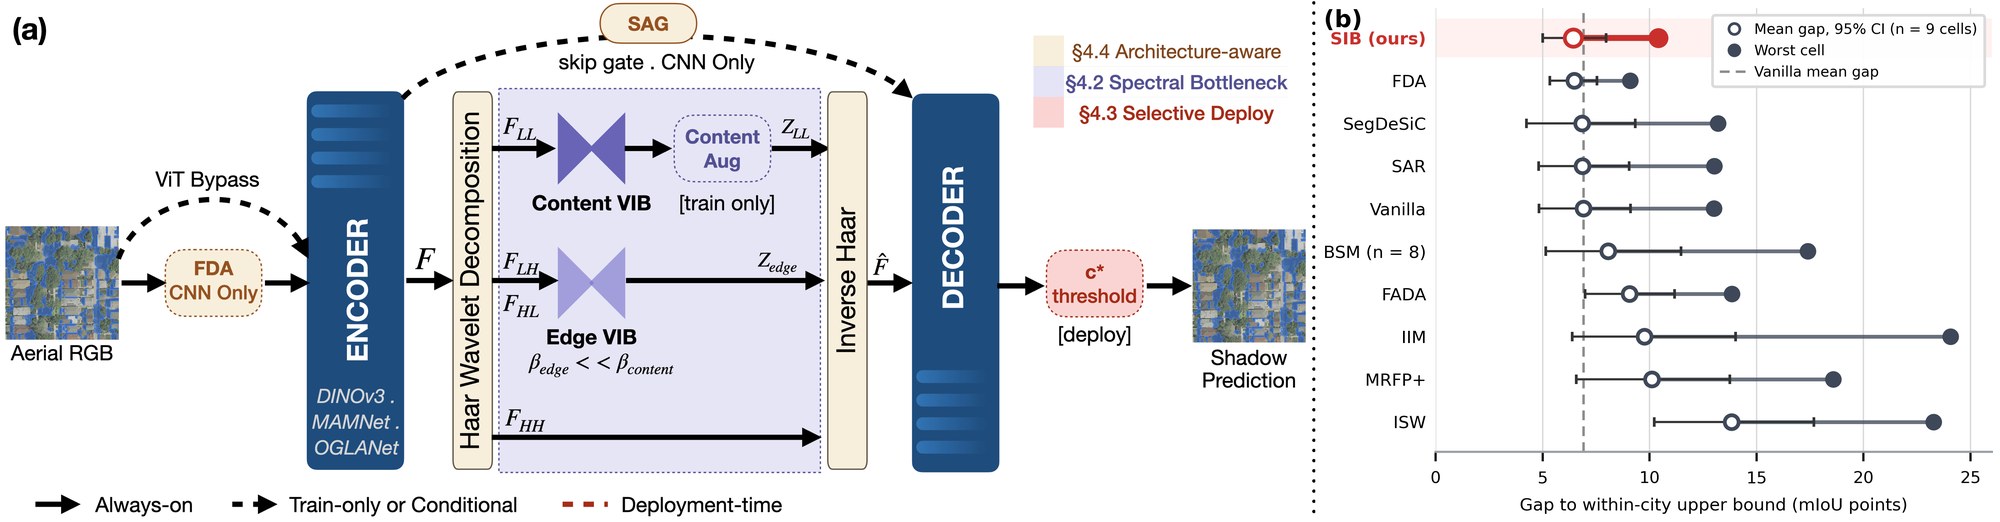 (a)
SAG
skip gate . CNN Only
§4.4 Architecture-aware
§4.2 Spectral Bottleneck
§4.3 Selective Deploy
ViT Bypass
FDA
CNN Only
Aerial RGB
ENCODER
DINOv3 .
MAMNet .
OGLANet
F
Haar Wavelet Decomposition
F_LL
Content VIB
Content
Aug
[train only]
Z_LL
F_LH
F_HL
Edge VIB
β_edge < < β_content
Z_edge
F_HH
Inverse Haar
F̂
DECODER
c*
threshold
[deploy]
Shadow
Prediction
Always-on
Train-only or Conditional
Deployment-time
(b)
Mean gap, 95% CI (n = 9 cells)
Worst cell
Vanilla mean gap
SIB (ours)
FDA
SegDeSiC
SAR
Vanilla
BSM (n = 8)
FADA
IIM
MRFP+
ISW
0 5 10 15 20 25
Gap to within-city upper bound (mIoU points)